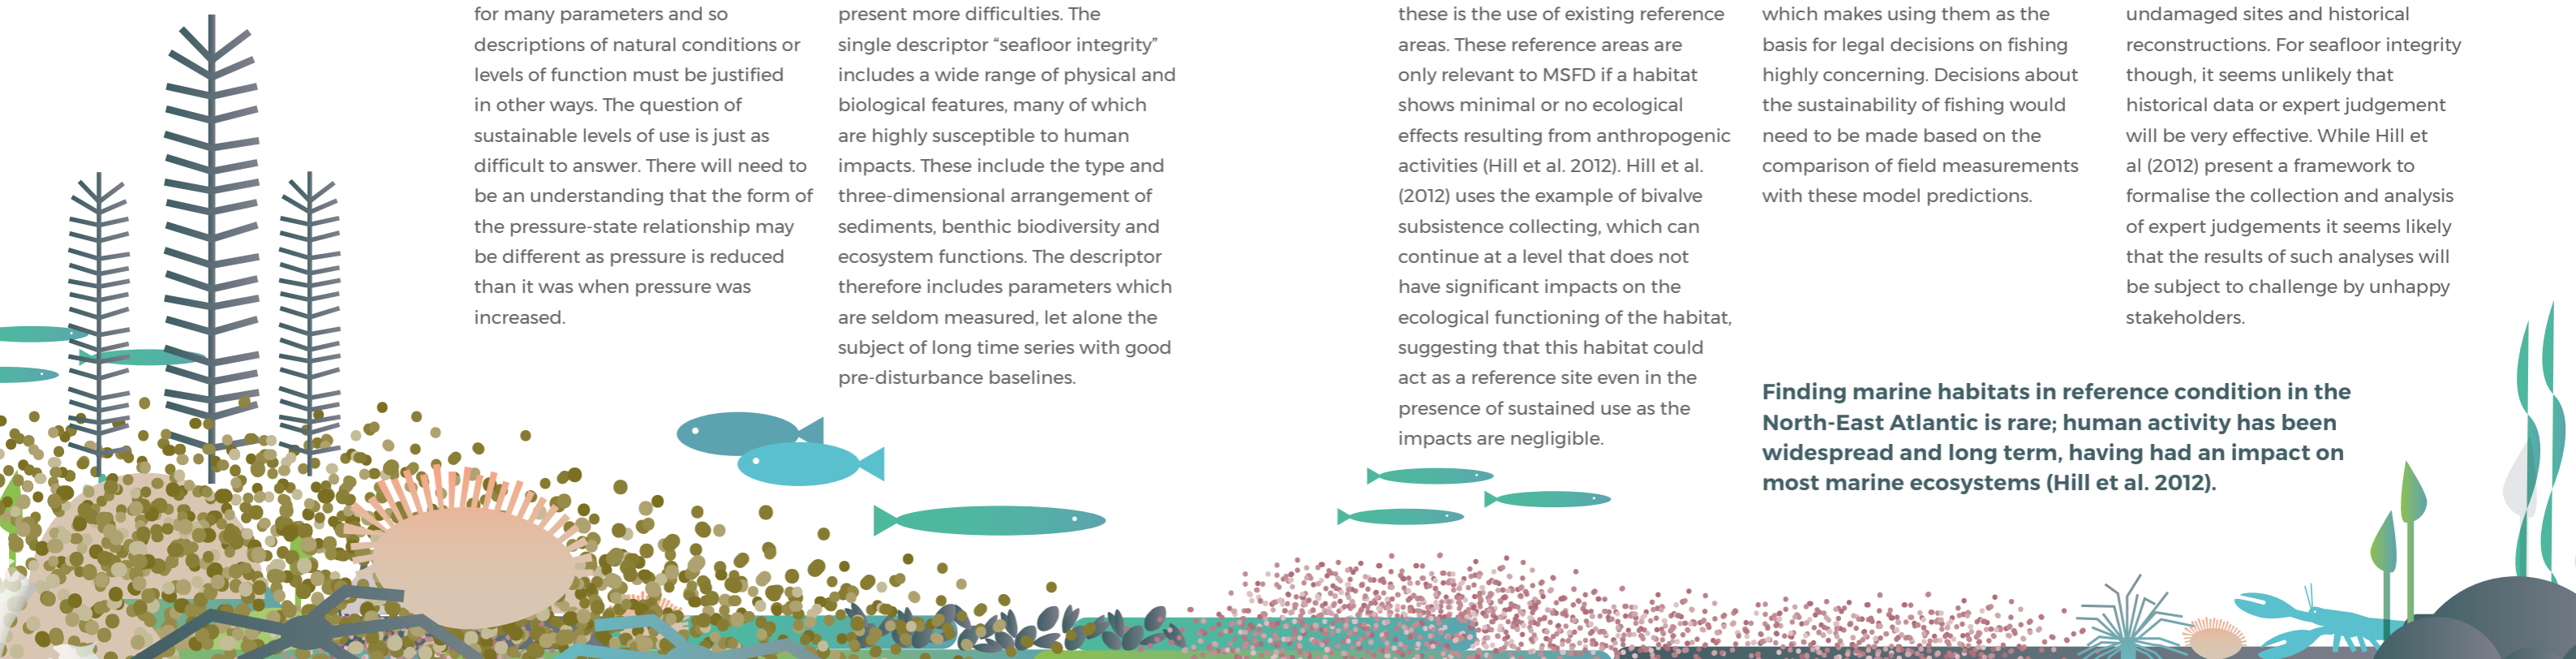 for many parameters and so
descriptions of natural conditions or
levels of function must be justified
in other ways. The question of
sustainable levels of use is just as
difficult to answer. There will need to
be an understanding that the form of
the pressure-state relationship may
be different as pressure is reduced
than it was when pressure was
increased.
present more difficulties. The
single descriptor “seafloor integrity”
includes a wide range of physical and
biological features, many of which
are highly susceptible to human
impacts. These include the type and
three-dimensional arrangement of
sediments, benthic biodiversity and
ecosystem functions. The descriptor
therefore includes parameters which
are seldom measured, let alone the
subject of long time series with good
pre-disturbance baselines.
these is the use of existing reference
areas. These reference areas are
only relevant to MSFD if a habitat
shows minimal or no ecological
effects resulting from anthropogenic
activities (Hill et al. 2012). Hill et al.
(2012) uses the example of bivalve
subsistence collecting, which can
continue at a level that does not
have significant impacts on the
ecological functioning of the habitat,
suggesting that this habitat could
act as a reference site even in the
presence of sustained use as the
impacts are negligible.
which makes using them as the
basis for legal decisions on fishing
highly concerning. Decisions about
the sustainability of fishing would
need to be made based on the
comparison of field measurements
with these model predictions.
undamaged sites and historical
reconstructions. For seafloor integrity
though, it seems unlikely that
historical data or expert judgement
will be very effective. While Hill et
al (2012) present a framework to
formalise the collection and analysis
of expert judgements it seems likely
that the results of such analyses will
be subject to challenge by unhappy
stakeholders.
Finding marine habitats in reference condition in the
North-East Atlantic is rare; human activity has been
widespread and long term, having had an impact on
most marine ecosystems (Hill et al. 2012).